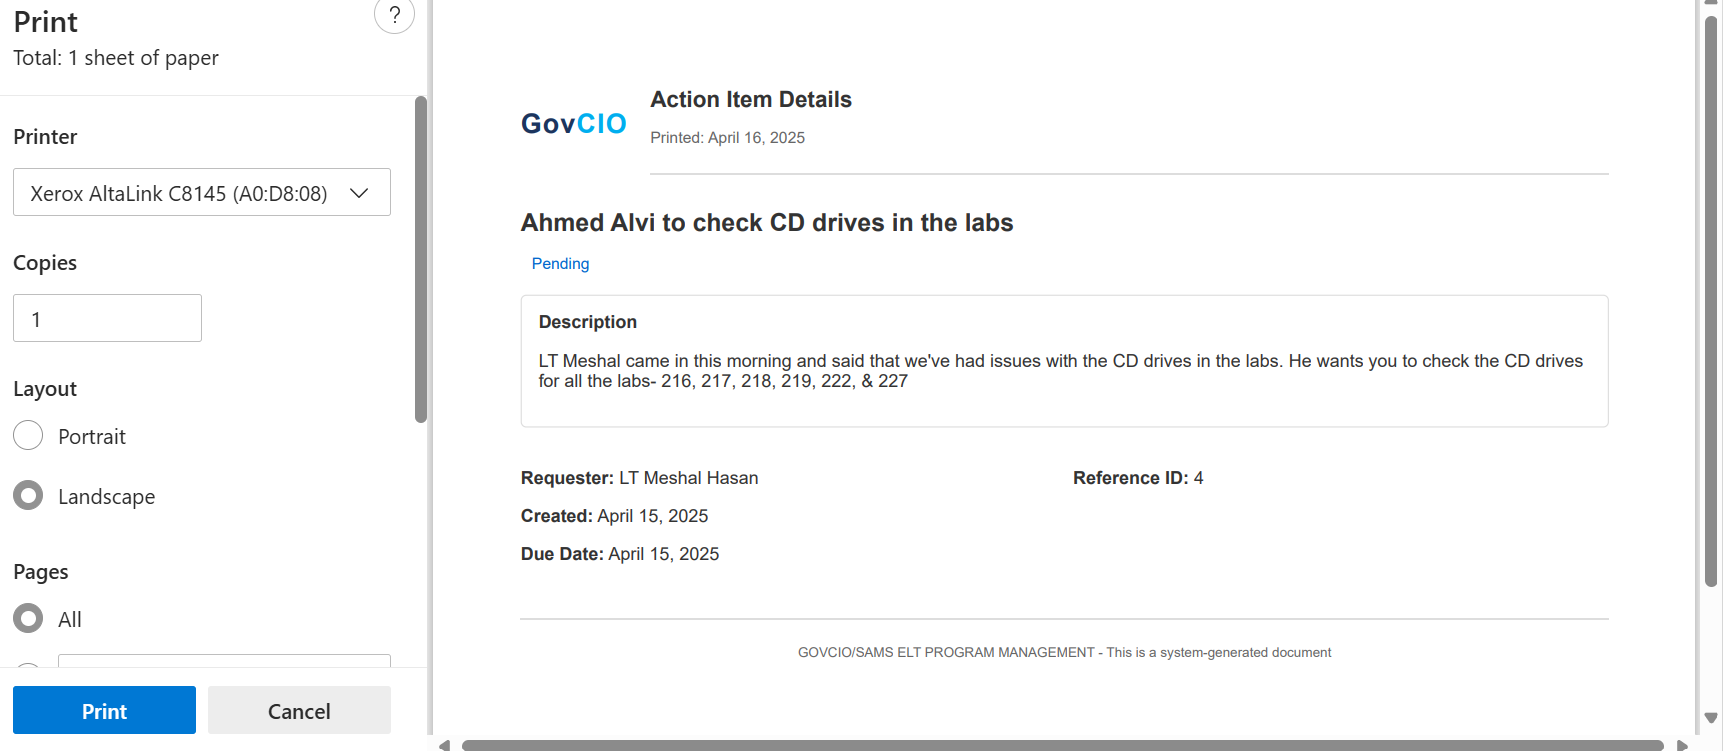 Print
?
Total: 1 sheet of paper
Printer
Xerox AltaLink C8145 (A0:D8:08)
Copies
1
Layout
Portrait
Landscape
Pages
All
Print
Cancel
GovCIO
Action Item Details
Printed: April 16, 2025
Ahmed Alvi to check CD drives in the labs
Pending
Description
LT Meshal came in this morning and said that we've had issues with the CD drives in the labs. He wants you to check the CD drives
for all the labs- 216, 217, 218, 219, 222, & 227
Requester: LT Meshal Hasan
Reference ID: 4
Created: April 15, 2025
Due Date: April 15, 2025
GOVCIO/SAMS ELT PROGRAM MANAGEMENT - This is a system-generated document